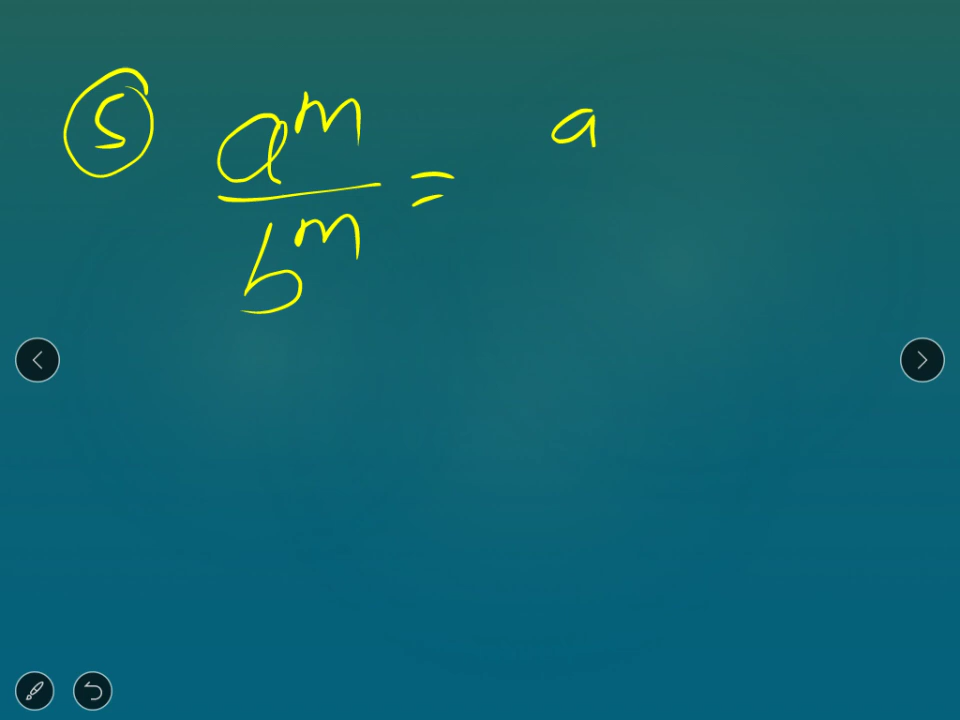 ⑤ a^m / b^m = a